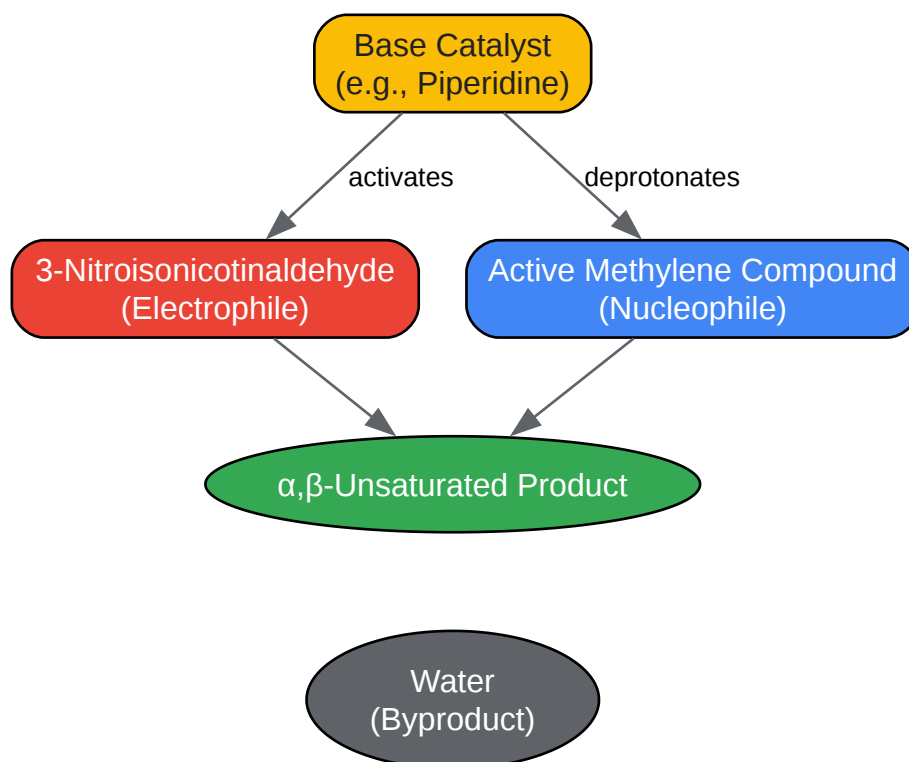 Base Catalyst
(e.g., Piperidine)
activates
deprotonates
3-Nitroisonicotinaldehyde
(Electrophile)
Active Methylene Compound
(Nucleophile)
α,β-Unsaturated Product
Water
(Byproduct)